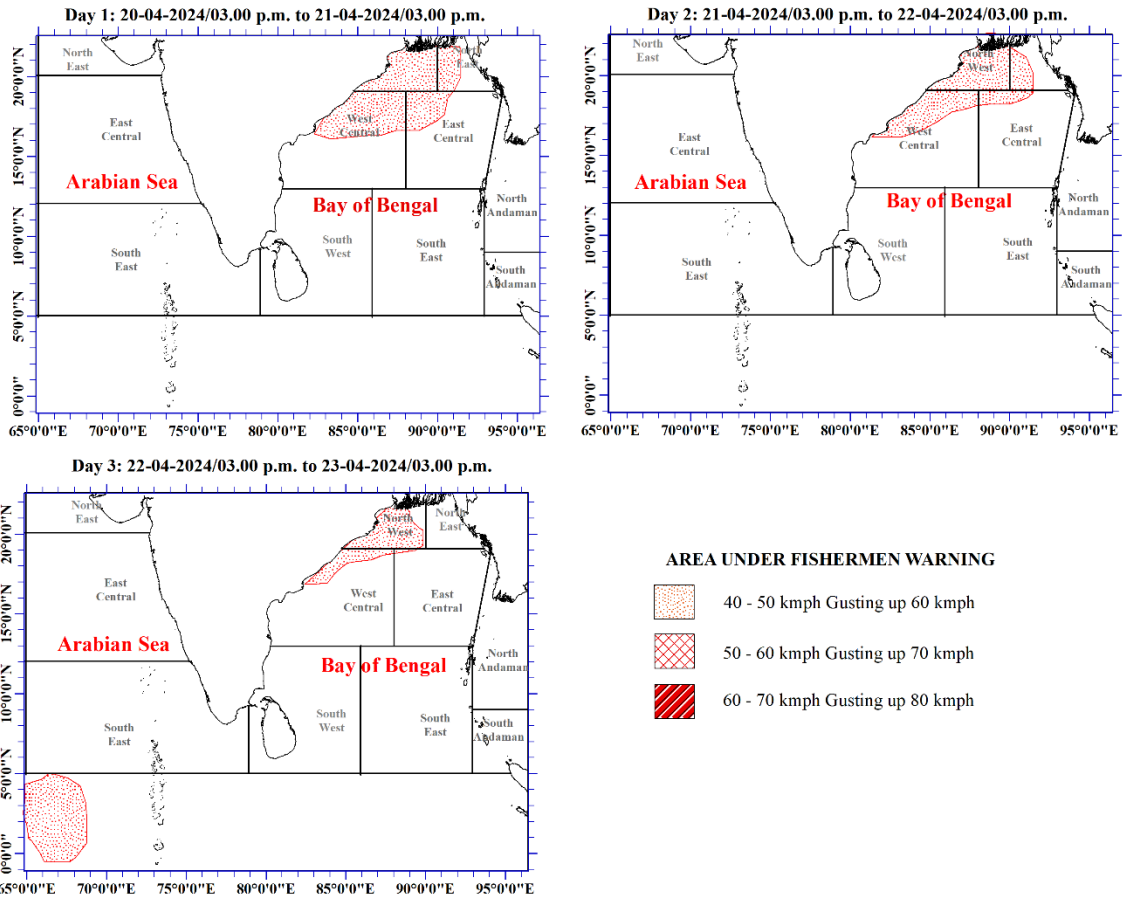 Day 1: 20-04-2024/03.00 p.m. to 21-04-2024/03.00 p.m.
North
East
North
East
20°0'0"N
15°0'0"N
10°0'0"N
5°0'0"N
0°0'0"
East
Central
West
Central
East
Central
Arabian Sea
Bay of Bengal
North
Andaman
South
East
South
West
South
East
South
Andaman
65°0'0"E
70°0'0"E
75°0'0"E
80°0'0"E
85°0'0"E
90°0'0"E
95°0'0"E
Day 2: 21-04-2024/03.00 p.m. to 22-04-2024/03.00 p.m.
North
East
North
West
20°0'0"N
15°0'0"N
10°0'0"N
5°0'0"N
0°0'0"
East
Central
West
Central
East
Central
Arabian Sea
Bay of Bengal
North
Andaman
South
East
South
West
South
East
South
Andaman
65°0'0"E
70°0'0"E
75°0'0"E
80°0'0"E
85°0'0"E
90°0'0"E
95°0'0"E
Day 3: 22-04-2024/03.00 p.m. to 23-04-2024/03.00 p.m.
North
East
North
West
North
East
20°0'0"N
15°0'0"N
10°0'0"N
5°0'0"N
0°0'0"
East
Central
West
Central
East
Central
Arabian Sea
Bay of Bengal
North
Andaman
South
East
South
West
South
East
South
Andaman
65°0'0"E
70°0'0"E
75°0'0"E
80°0'0"E
85°0'0"E
90°0'0"E
95°0'0"E
AREA UNDER FISHERMEN WARNING
40 - 50 kmph Gusting up 60 kmph
50 - 60 kmph Gusting up 70 kmph
60 - 70 kmph Gusting up 80 kmph